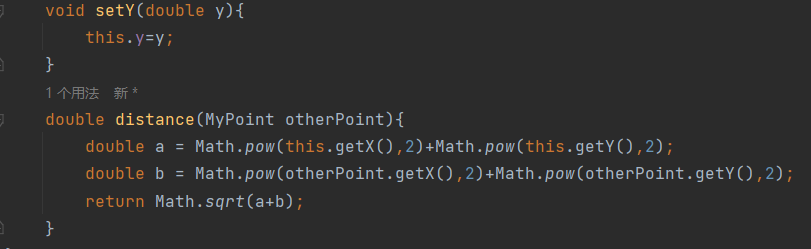 void setY(double y){
this.y=y;
}
1 个用法 新 *
double distance(MyPoint otherPoint){
double a = Math.pow(this.getX(),2)+Math.pow(this.getY(),2);
double b = Math.pow(otherPoint.getX(),2)+Math.pow(otherPoint.getY(),2);
return Math.sqrt(a+b);
}